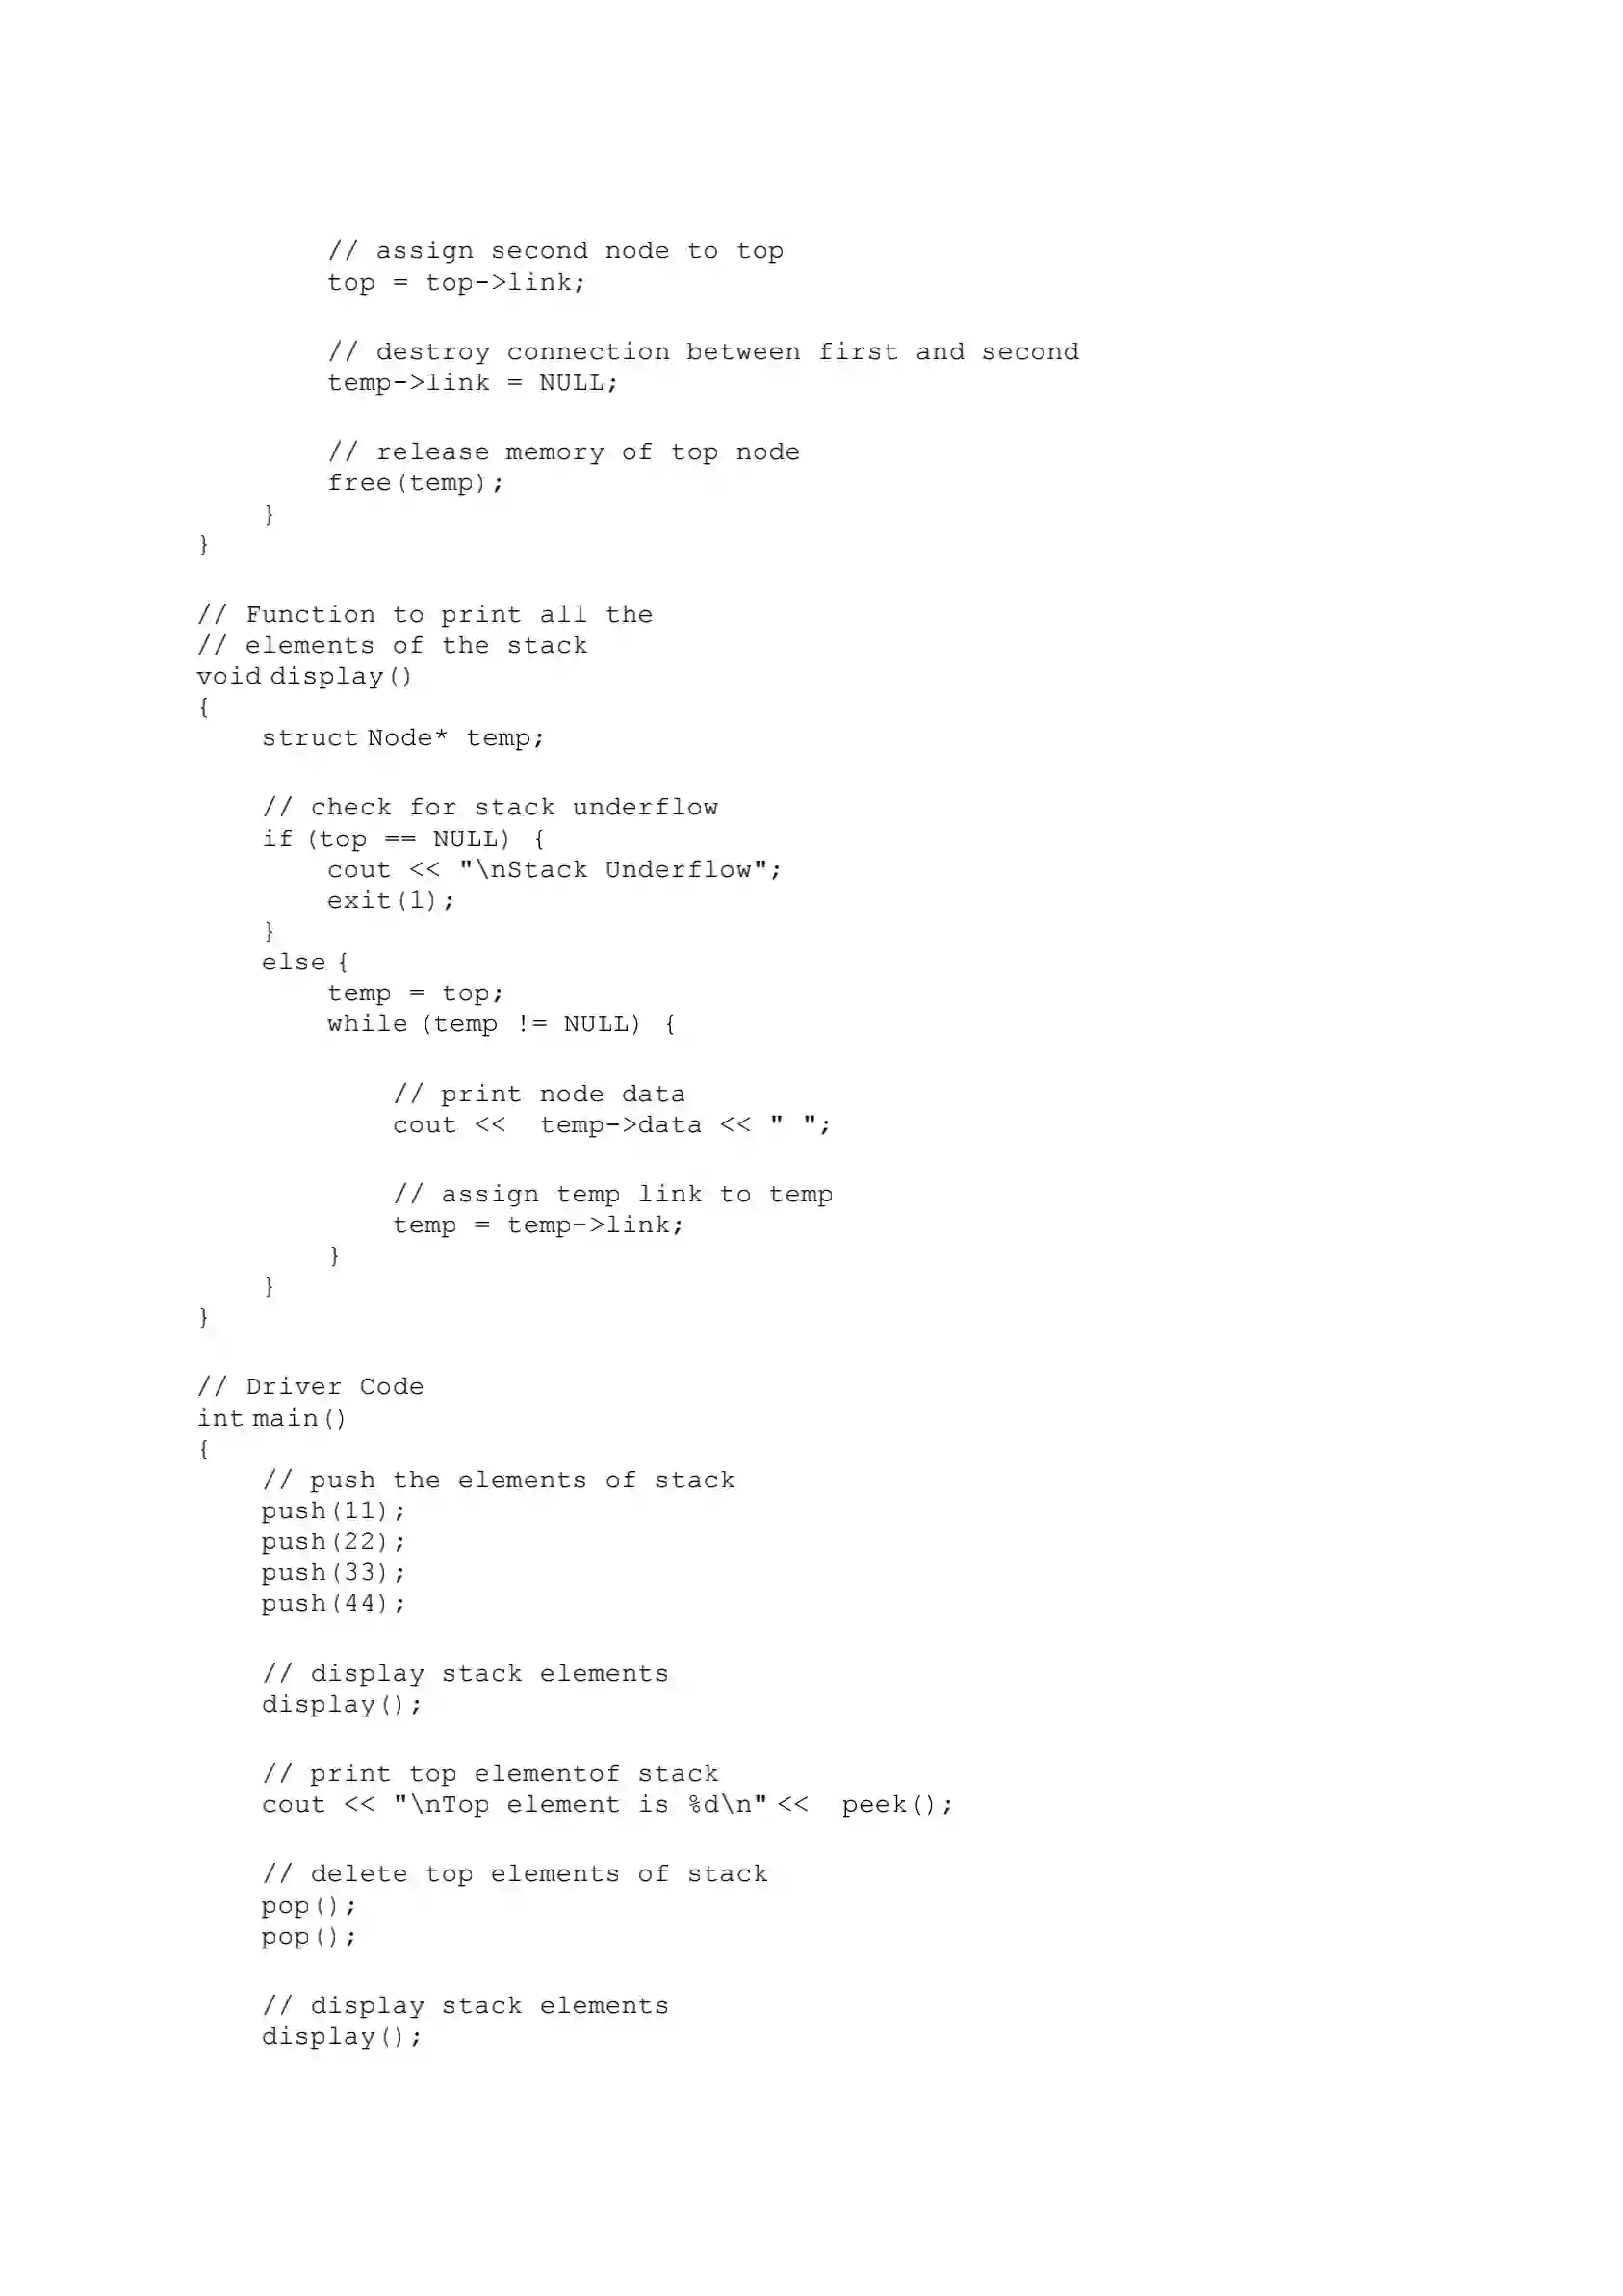 // assign second node to top
top = top->link;
// destroy connection between first and second
temp->link = NULL;
// release memory of top node
free(temp);
}
}
// Function to print all the
// elements of the stack
void display()
{
struct Node* temp;
// check for stack underflow
if (top == NULL) {
cout << "\nStack Underflow";
exit(1);
}
else {
temp = top;
while (temp != NULL) {
// print node data
cout <<  temp->data << " ";
// assign temp link to temp
temp = temp->link;
}
}
}
// Driver Code
int main()
{
// push the elements of stack
push(11);
push(22);
push(33);
push(44);
// display stack elements
display();
// print top elementof stack
cout << "\nTop element is %d\n" <<  peek();
// delete top elements of stack
pop();
pop();
// display stack elements
display();